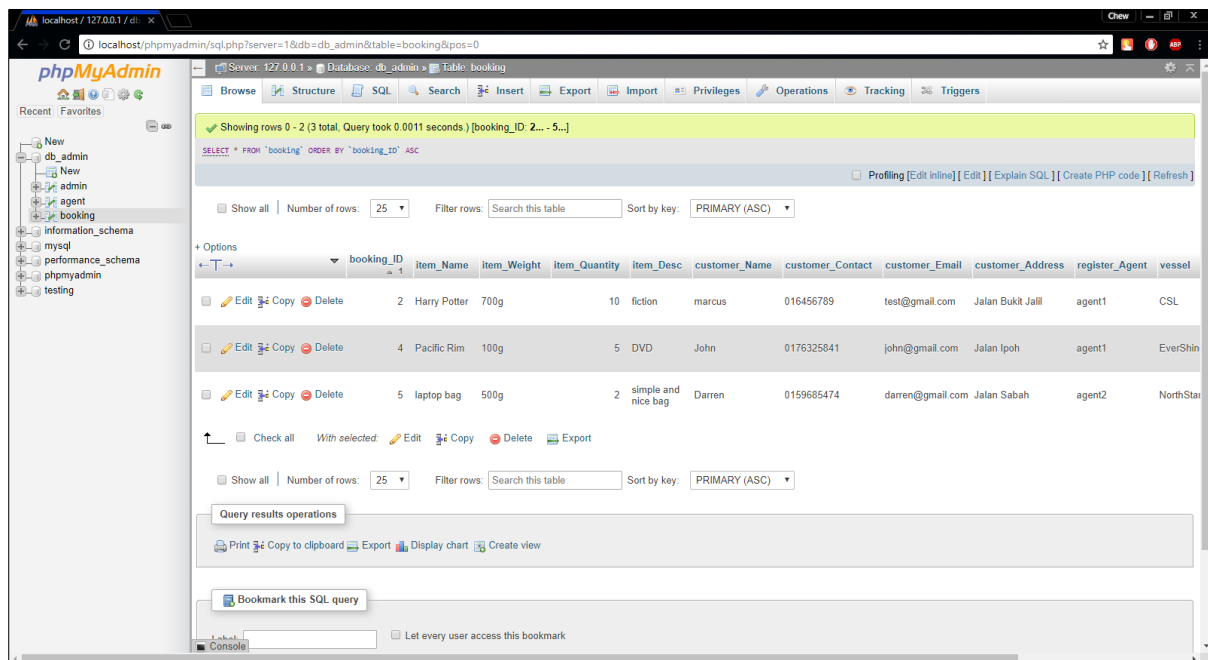 localhost / 127.0.0.1 / db
Chew
localhost/phpmyadmin/sql.php?server=1&db=db_admin&table=booking&pos=0
ABP
phpMyAdmin
Recent Favorites
New
db_admin
New
admin
agent
booking
information_schema
mysql
performance_schema
phpmyadmin
testing
Server: 127.0.0.1 » Database: db_admin » Table: booking
Browse Structure SQL Search Insert Export Import Privileges Operations Tracking Triggers
Showing rows 0 - 2 (3 total, Query took 0.0011 seconds.) [booking_ID: 2... - 5...]
SELECT * FROM `booking` ORDER BY `booking_ID` ASC
Profiling [Edit inline] [ Edit ] [ Explain SQL ] [ Create PHP code ] [ Refresh ]
Show all Number of rows: 25 Filter rows: Search this table Sort by key: PRIMARY (ASC)
+ Options
←T→ booking_ID 1 item_Name item_Weight item_Quantity item_Desc customer_Name customer_Contact customer_Email customer_Address register_Agent vessel
Edit Copy Delete 2 Harry Potter 700g 10 fiction marcus 016456789 test@gmail.com Jalan Bukit Jalil agent1 CSL
Edit Copy Delete 4 Pacific Rim 100g 5 DVD John 0176325841 john@gmail.com Jalan Ipoh agent1 EverShin
Edit Copy Delete 5 laptop bag 500g 2 simple and nice bag Darren 0159685474 darren@gmail.com Jalan Sabah agent2 NorthStar
Check all With selected: Edit Copy Delete Export
Show all Number of rows: 25 Filter rows: Search this table Sort by key: PRIMARY (ASC)
Query results operations
Print Copy to clipboard Export Display chart Create view
Bookmark this SQL query
Label: Let every user access this bookmark
Console